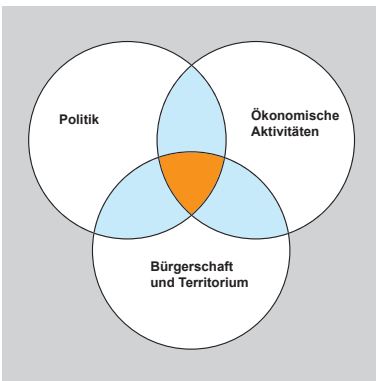 Politik
Ökonomische
Aktivitäten
Bürgerschaft
und Territorium